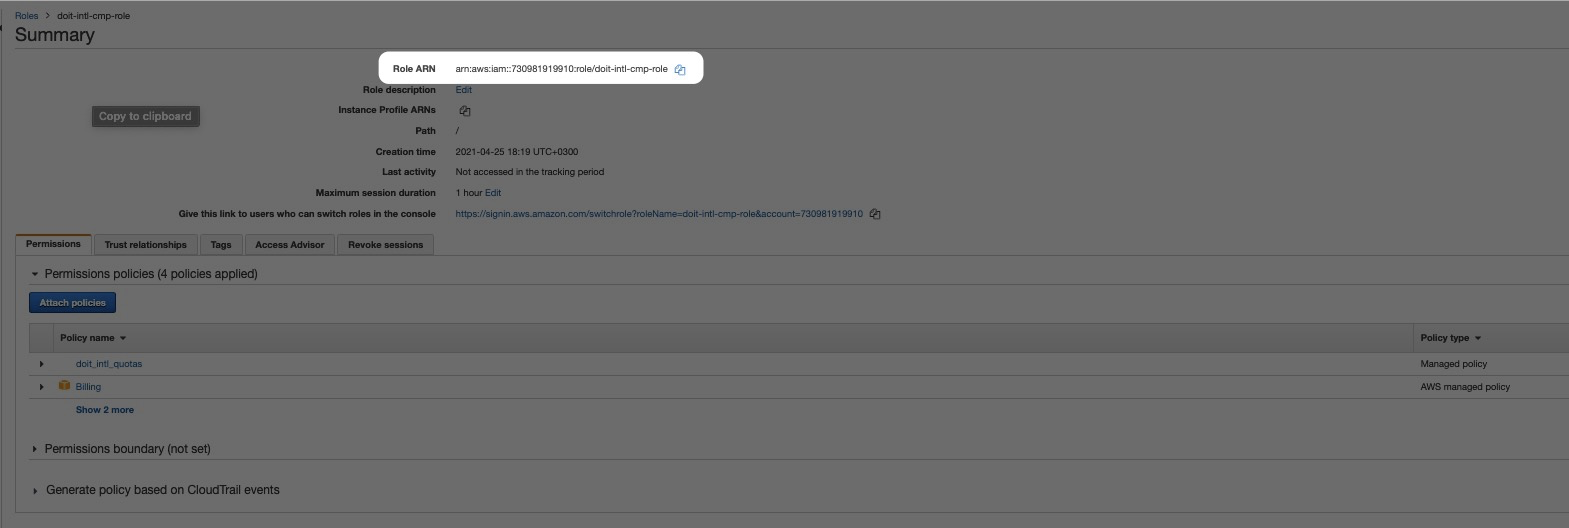 Roles > doit-intl-cmp-role
Summary
Role ARN arn:aws:iam::730981919910:role/doit-intl-cmp-role
Role description Edit
Copy to clipboard
Instance Profile ARNs
Path /
Creation time 2021-04-25 18:19 UTC+0300
Last activity Not accessed in the tracking period
Maximum session duration 1 hour Edit
Give this link to users who can switch roles in the console https://signin.aws.amazon.com/switchrole?roleName=doit-intl-cmp-role&account=730981919910
Permissions Trust relationships Tags Access Advisor Revoke sessions
Permissions policies (4 policies applied)
Attach policies
Policy name Policy type
doit_intl_quotas Managed policy
Billing AWS managed policy
Show 2 more
Permissions boundary (not set)
Generate policy based on CloudTrail events